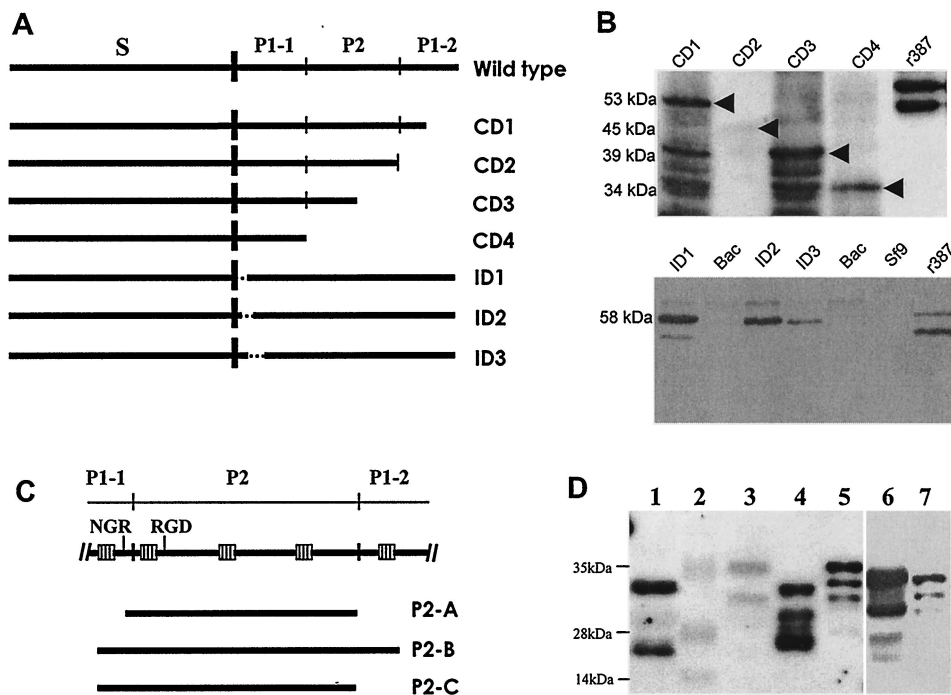 A
S P1-1 P2 P1-2
Wild type
CD1
CD2
CD3
CD4
ID1
ID2
ID3
B
CD1 CD2 CD3 CD4 r387
53 kDa
45 kDa
39 kDa
34 kDa
ID1 Bac ID2 ID3 Bac Sf9 r387
58 kDa
C
P1-1 P2 P1-2
NGR RGD
// //
P2-A
P2-B
P2-C
D
1 2 3 4 5 6 7
35kDa
28kDa
14kDa